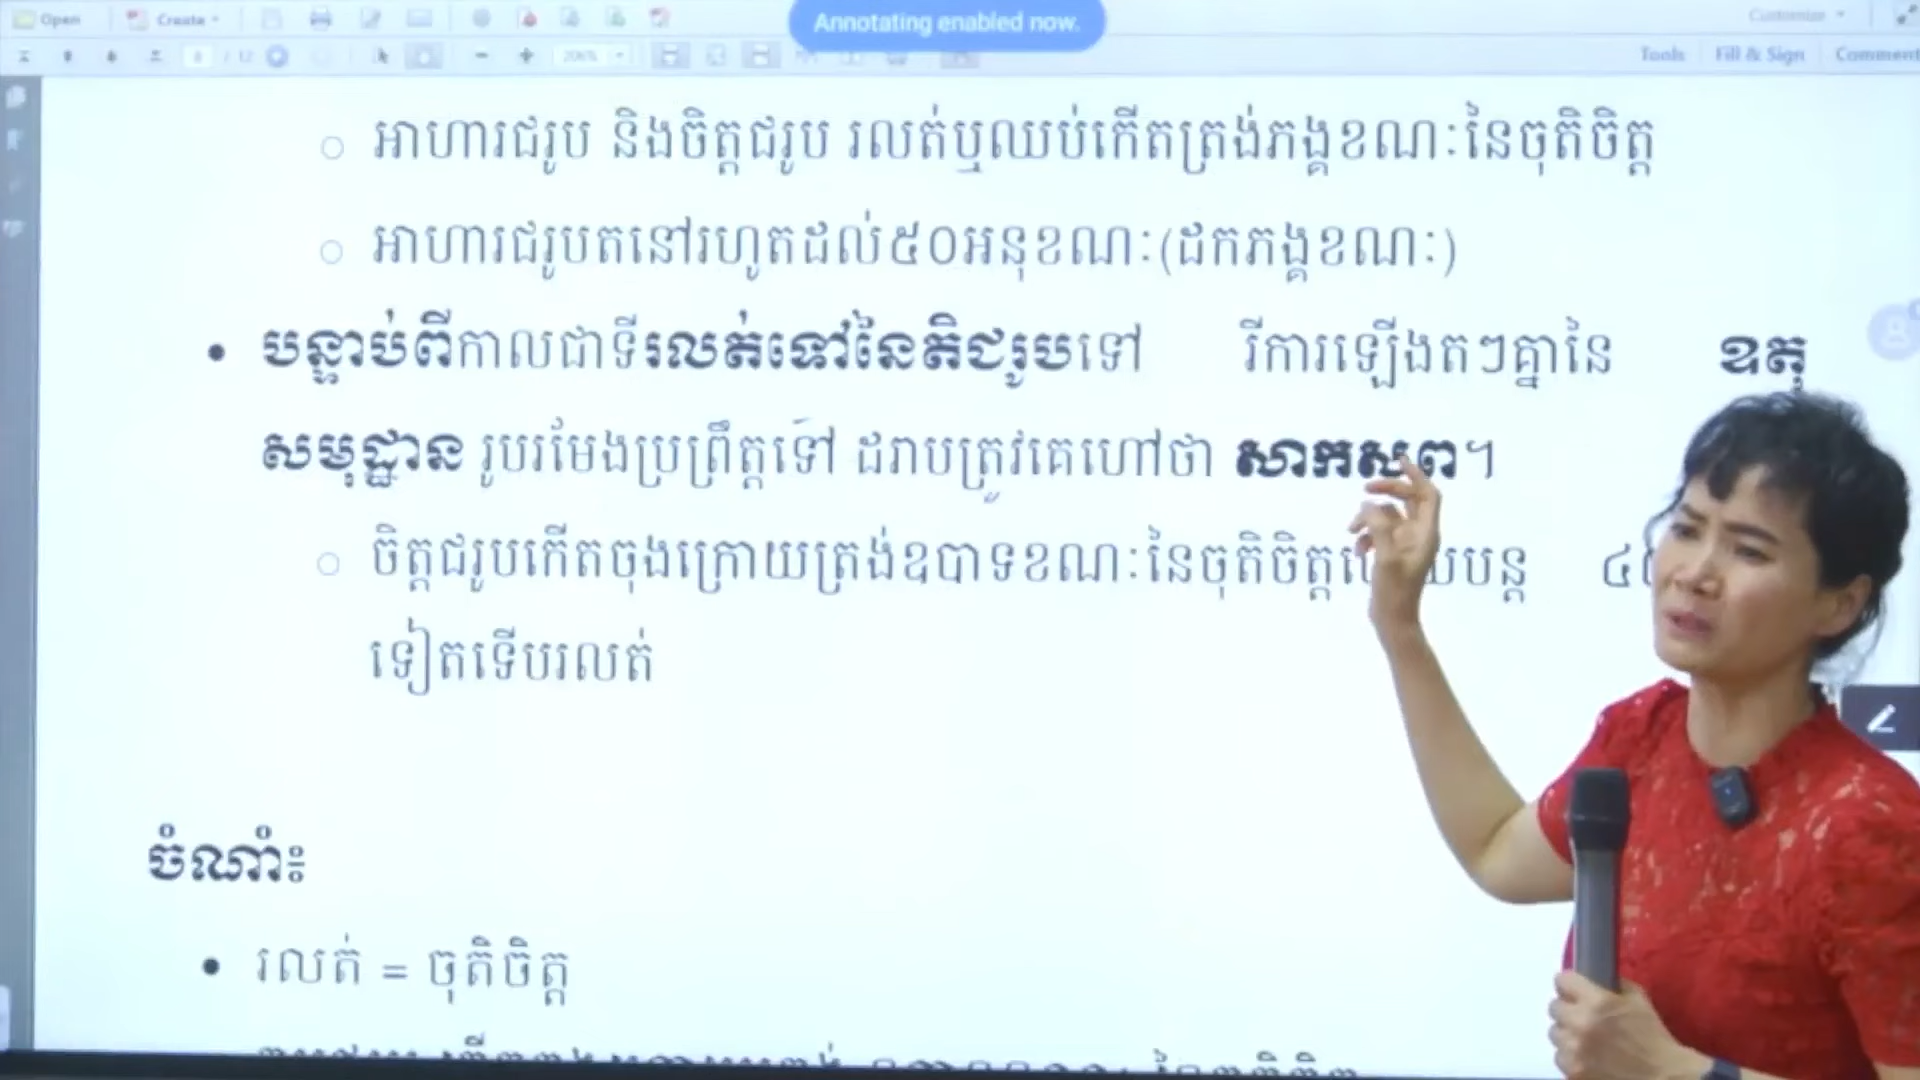 Open Create Customize
Annotating enabled now.
206% Tools Fill & Sign Comment
អាហារជរូប និងចិត្តជរូប រលត់ឬឈប់កើតត្រង់ភង្គខណៈនៃចុតិចិត្ត
អាហារជរូបតនៅរហូតដល់៥០អនុខណៈ(ដកភង្គខណៈ)
បន្ទាប់ពីកាលជាទីរលត់ទៅនៃតិជរូបទៅ រីការឡើងតៗគ្នានៃ ឧតុ
សមុដ្ឋាន រូបរមែងប្រព្រឹត្តទៅ ដរាបត្រូវគេហៅថា សាកសព។
ចិត្តជរូបកើតចុងក្រោយត្រង់ឧបាទខណៈនៃចុតិចិត្ត បន្ត
ទៀតទើបរលត់
ចំណាំ៖
រលត់ = ចុតិចិត្ត